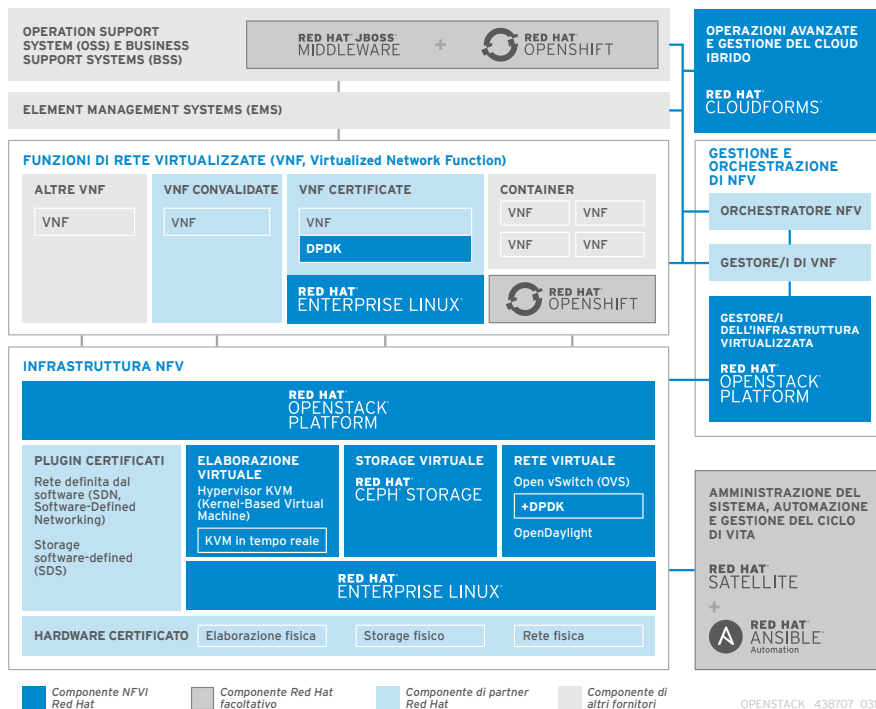 OPERATION SUPPORT
SYSTEM (OSS) E BUSINESS
SUPPORT SYSTEMS (BSS)
RED HAT JBOSS
MIDDLEWARE
+
RED HAT
OPENSHIFT
OPERAZIONI AVANZATE
E GESTIONE DEL CLOUD
IBRIDO
RED HAT
CLOUDFORMS
ELEMENT MANAGEMENT SYSTEMS (EMS)
FUNZIONI DI RETE VIRTUALIZZATE (VNF, Virtualized Network Function)
ALTRE VNF
VNF
VNF CONVALIDATE
VNF
VNF CERTIFICATE
VNF
DPDK
RED HAT
ENTERPRISE LINUX
CONTAINER
VNF
VNF
VNF
VNF
RED HAT
OPENSHIFT
GESTIONE E
ORCHESTRAZIONE
DI NFV
ORCHESTRATORE NFV
GESTORE/I DI VNF
GESTORE/I
DELL'INFRASTRUTTURA
VIRTUALIZZATA
RED HAT
OPENSTACK
PLATFORM
INFRASTRUTTURA NFV
RED HAT
OPENSTACK
PLATFORM
PLUGIN CERTIFICATI
Rete definita dal
software (SDN,
Software-Defined
Networking)
Storage
software-defined
(SDS)
ELABORAZIONE
VIRTUALE
Hypervisor KVM
(Kernel-Based Virtual
Machine)
KVM in tempo reale
STORAGE VIRTUALE
RED HAT
CEPH STORAGE
RETE VIRTUALE
Open vSwitch (OVS)
+DPDK
OpenDaylight
RED HAT
ENTERPRISE LINUX
HARDWARE CERTIFICATO
Elaborazione fisica
Storage fisico
Rete fisica
AMMINISTRAZIONE DEL
SISTEMA, AUTOMAZIONE
E GESTIONE DEL CICLO
DI VITA
RED HAT
SATELLITE
+
RED HAT
ANSIBLE
Automation
Componente NFVI
Red Hat
Componente Red Hat
facoltativo
Componente di partner
Red Hat
Componente di
altri fornitori
OPENSTACK 438707 031